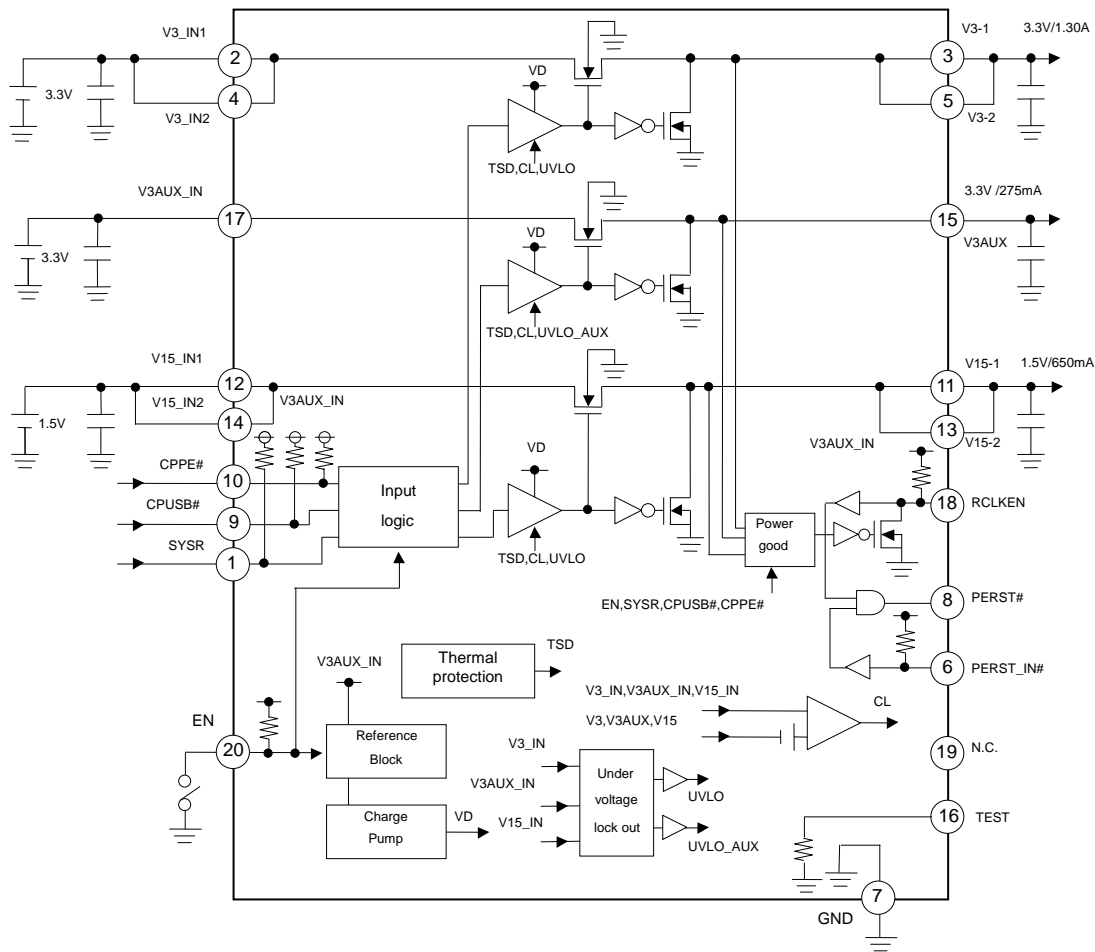 V3_IN1
V3-1
3.3V/1.30A
2
3
VD
3.3V
4
5
V3_IN2
V3-2
TSD,CL,UVLO
V3AUX_IN
3.3V /275mA
17
15
VD
V3AUX
3.3V
TSD,CL,UVLO_AUX
V15_IN1
V15-1
1.5V/650mA
12
11
V15_IN2
V3AUX_IN
1.5V
14
13
V15-2
V3AUX_IN
VD
CPPE#
10
Input
logic
18
RCLKEN
CPUSB#
9
Power
good
SYSR
1
TSD,CL,UVLO
EN,SYSR,CPUSB#,CPPE#
8
PERST#
Thermal
protection
TSD
V3AUX_IN
6
PERST_IN#
V3_IN,V3AUX_IN,V15_IN
CL
EN
V3,V3AUX,V15
20
Reference
Block
V3_IN
19
N.C.
Under
voltage
lock out
UVLO
V3AUX_IN
Charge
Pump
VD
V15_IN
16
TEST
UVLO_AUX
7
GND